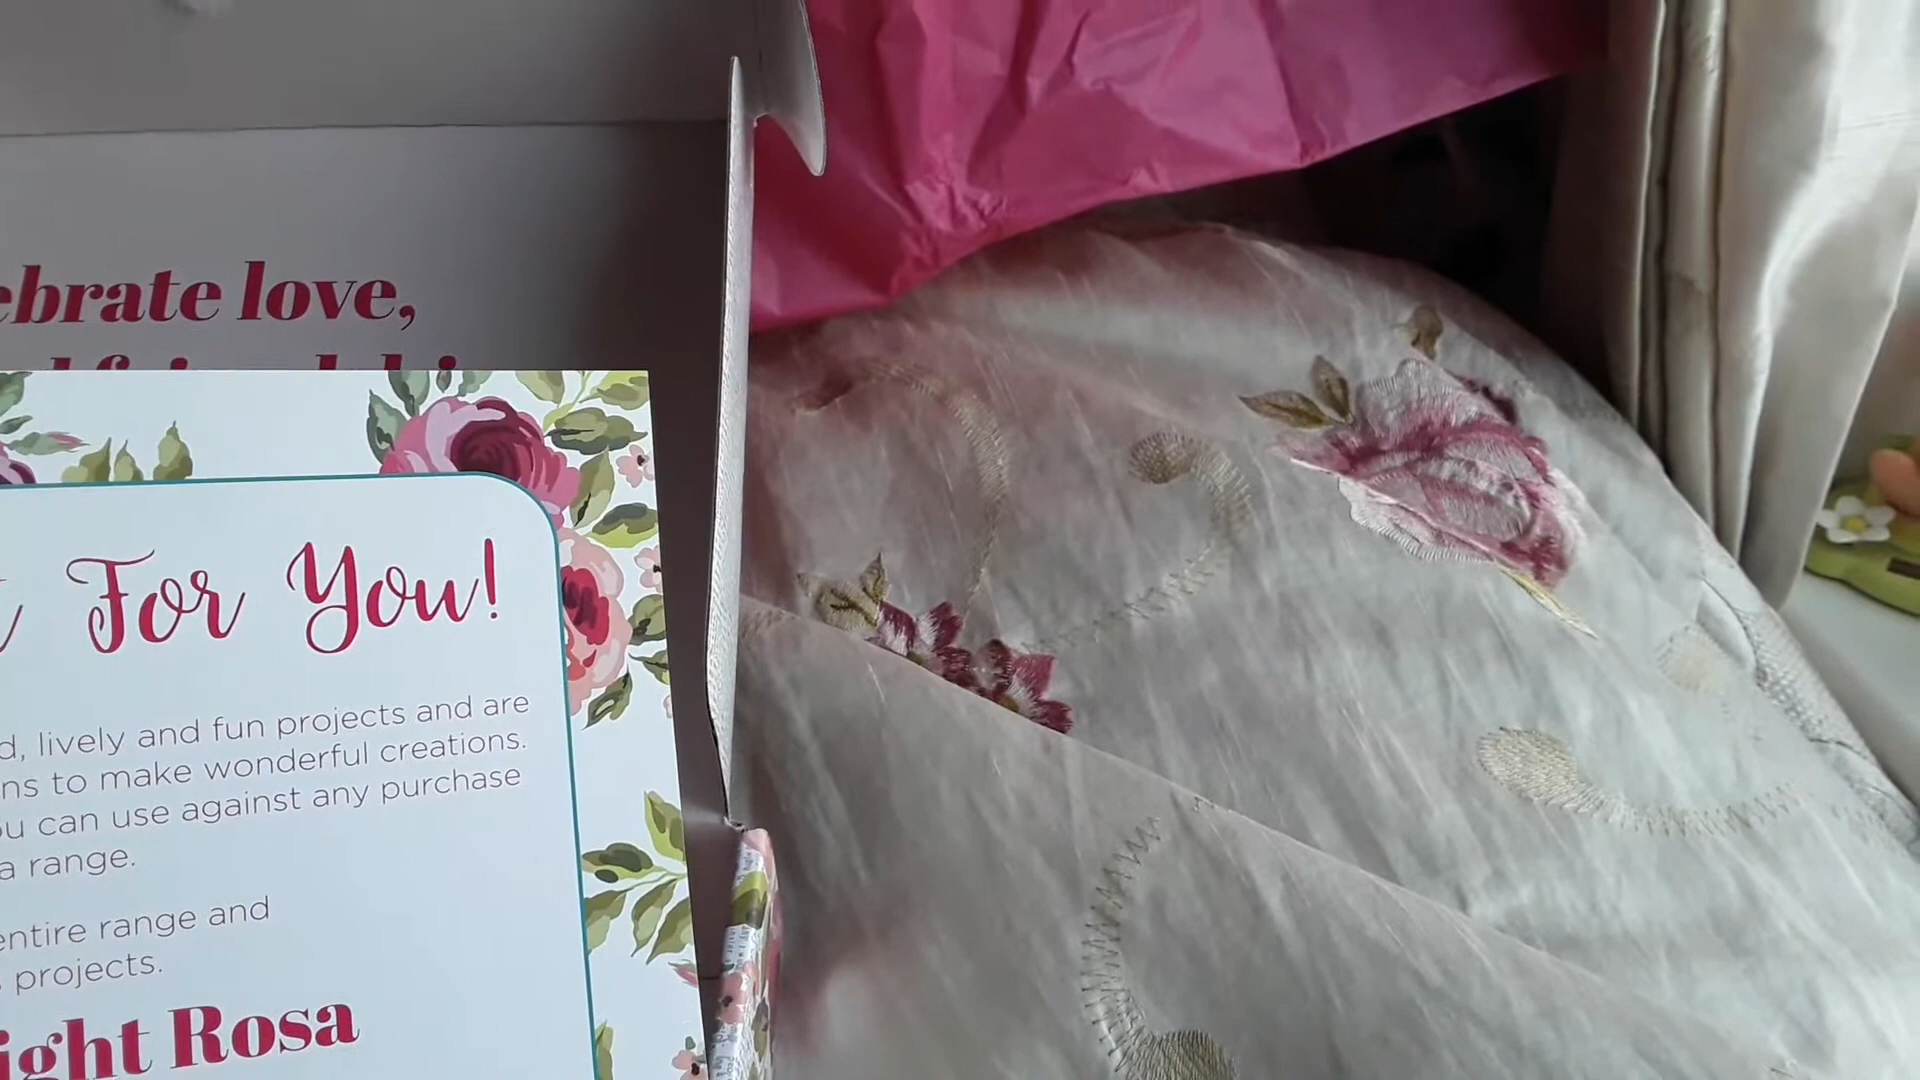 ebrate love,
For You!
d, lively and fun projects and are
ns to make wonderful creations.
ou can use against any purchase
a range.
entire range and
projects.
ight Rosa